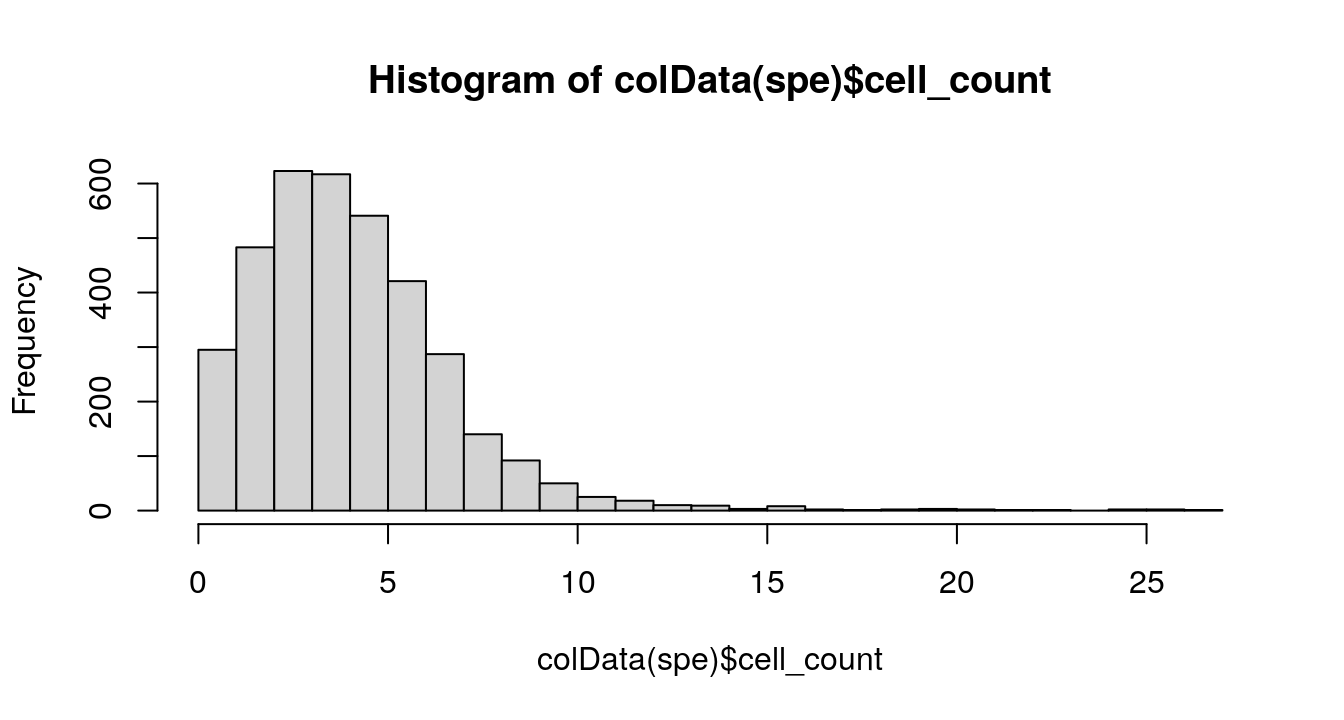 Histogram of colData(spe)$cell_count
Frequency
600
400
200
0
0 5 10 15 20 25
colData(spe)$cell_count